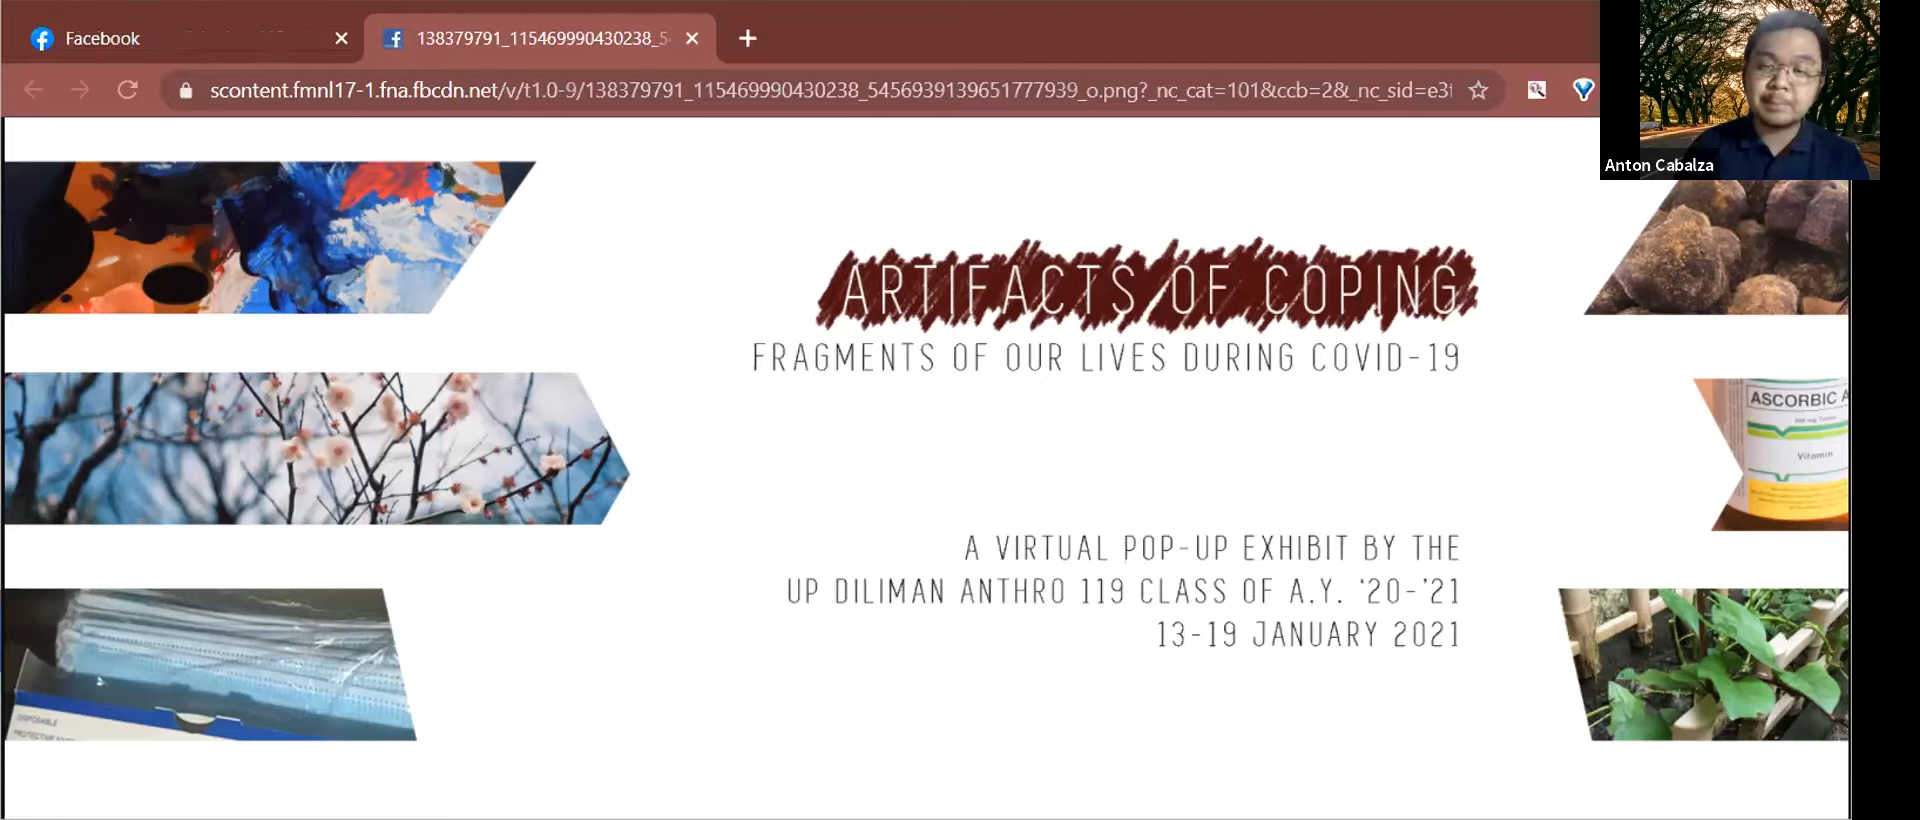 Facebook
138379791_115469990430238_5
scontent.fmnl17-1.fna.fbcdn.net/v/t1.0-9/138379791_115469990430238_5456939139651777939_o.png?_nc_cat=101&ccb=2&_nc_sid=e3
Anton Cabalza
ARTIFACTS OF COPING
FRAGMENTS OF OUR LIVES DURING COVID-19
ASCORBIC A
Vitamin
A VIRTUAL POP-UP EXHIBIT BY THE
UP DILIMAN ANTHRO 119 CLASS OF A.Y. '20-'21
13-19 JANUARY 2021
DISPOSABLE